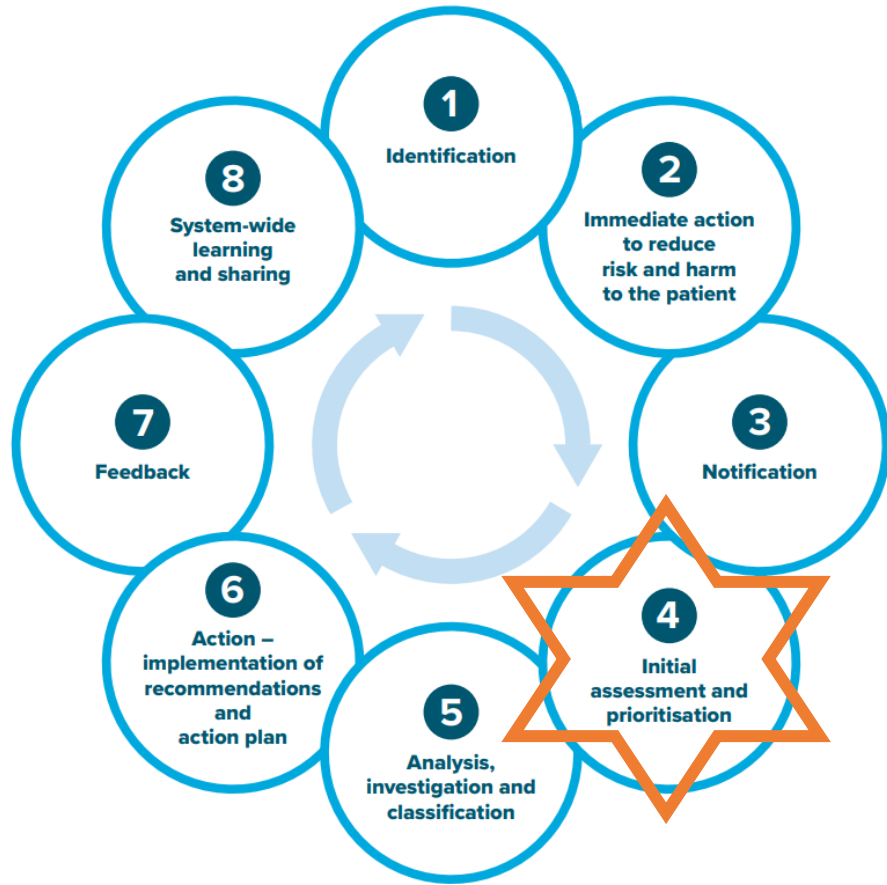 1
Identification
2
Immediate action
to reduce
risk and harm
to the patient
3
Notification
4
Initial
assessment and
prioritisation
5
Analysis,
investigation and
classification
6
Action –
implementation of
recommendations
and
action plan
7
Feedback
8
System-wide
learning
and sharing